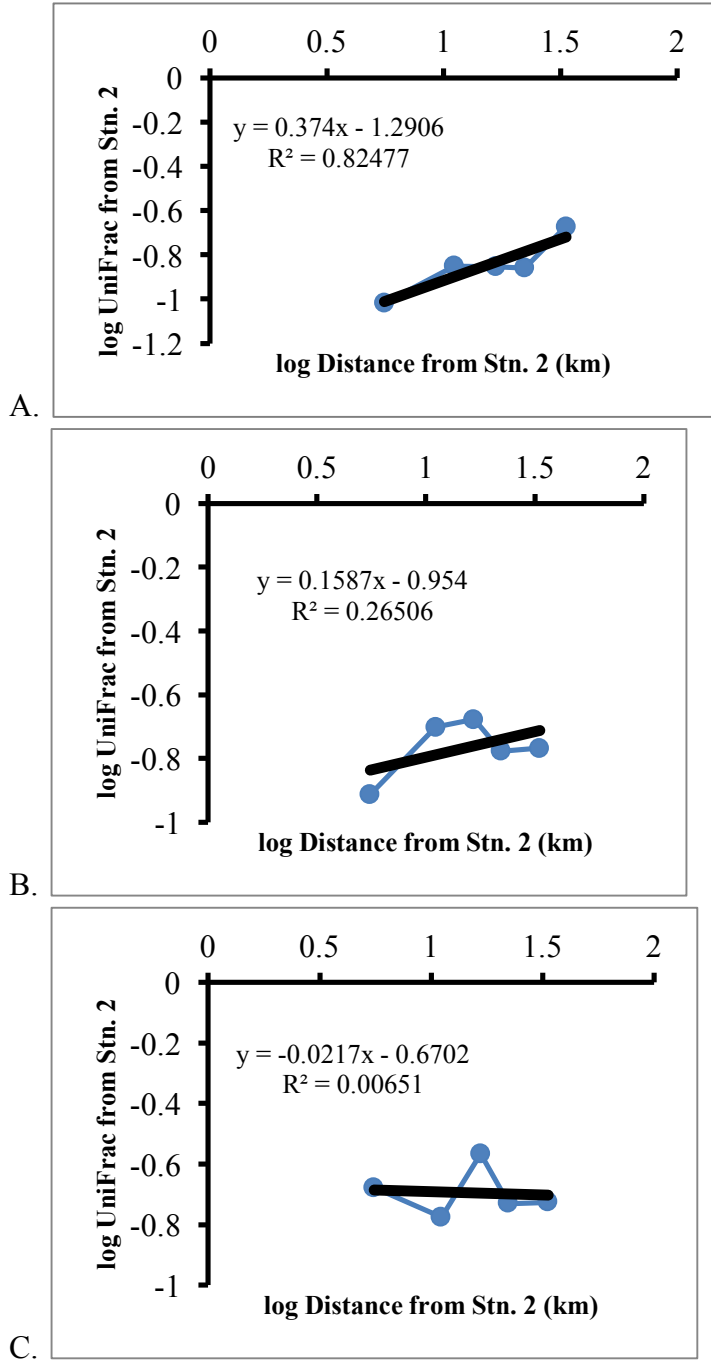 0 0.5 1 1.5 2
0
-0.2
-0.4
-0.6
-0.8
-1
-1.2
log UniFrac from Stn. 2
y = 0.374x - 1.2906
R² = 0.82477
log Distance from Stn. 2 (km)
A.
0 0.5 1 1.5 2
0
-0.2
-0.4
-0.6
-0.8
-1
log UniFrac from Stn. 2
y = 0.1587x - 0.954
R² = 0.26506
log Distance from Stn. 2 (km)
B.
0 0.5 1 1.5 2
0
-0.2
-0.4
-0.6
-0.8
-1
log UniFrac from Stn. 2
y = -0.0217x - 0.6702
R² = 0.00651
log Distance from Stn. 2 (km)
C.